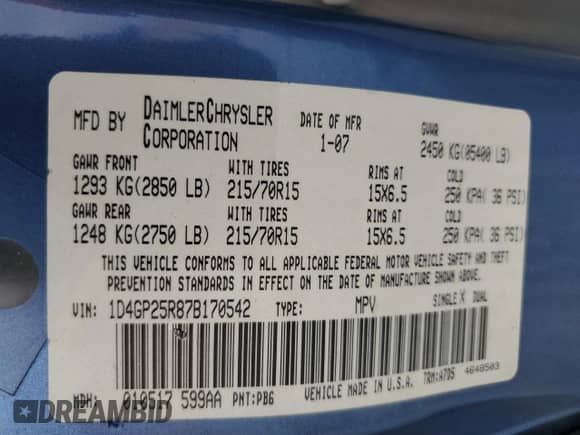 MFD BY DAIMLERCHRYSLER CORPORATION DATE OF MFR 1-07 GVWR 2450 KG(05400 LB)
GAWR FRONT WITH TIRES RIMS AT COLD
1293 KG(2850 LB) 215/70R15 15X6.5 250 KPA( 36 PSI)
GAWR REAR WITH TIRES RIMS AT COLD
1248 KG(2750 LB) 215/70R15 15X6.5 250 KPA( 36 PSI)
THIS VEHICLE CONFORMS TO ALL APPLICABLE FEDERAL MOTOR VEHICLE SAFETY AND THEFT
PREVENTION STANDARDS IN EFFECT ON THE DATE OF MANUFACTURE SHOWN ABOVE.
VIN: 1D4GP25R87B170542 TYPE: MPV SINGLE X DUAL
MDH: 010517 599AA PNT:PB6 VEHICLE MADE IN U.S.A. TRM:A7D5 4648503
DREAMBID